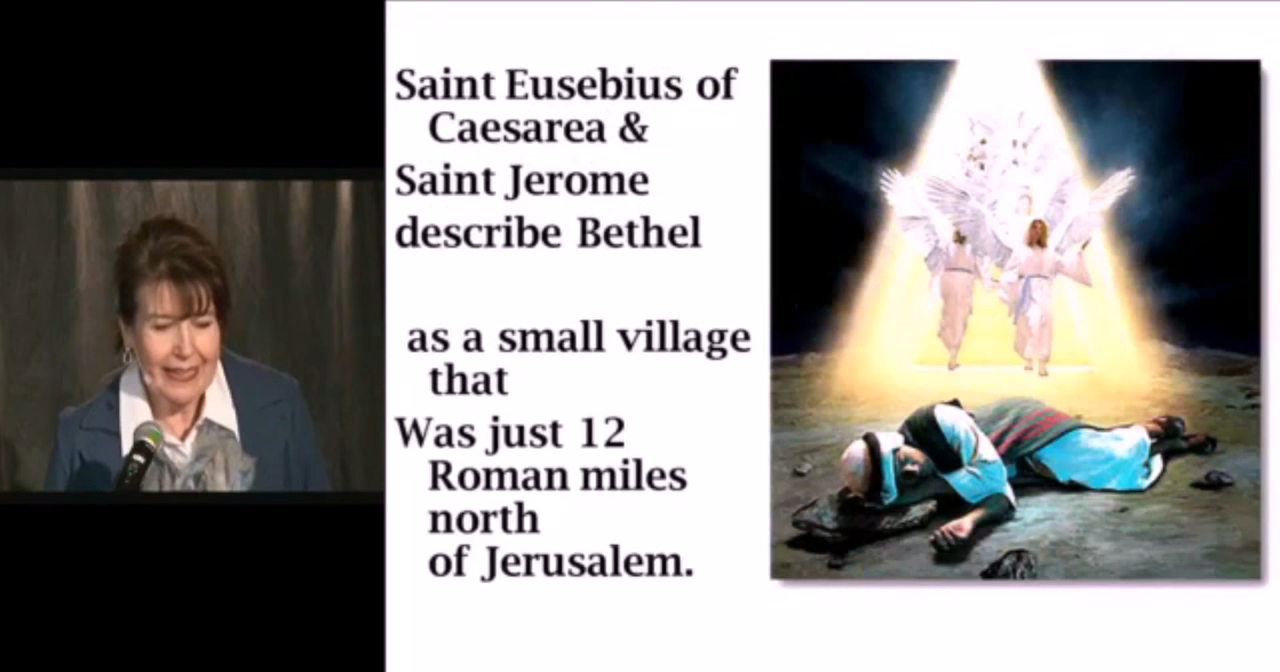 Saint Eusebius of
Caesarea &
Saint Jerome
describe Bethel
as a small village
that
Was just 12
Roman miles
north
of Jerusalem.